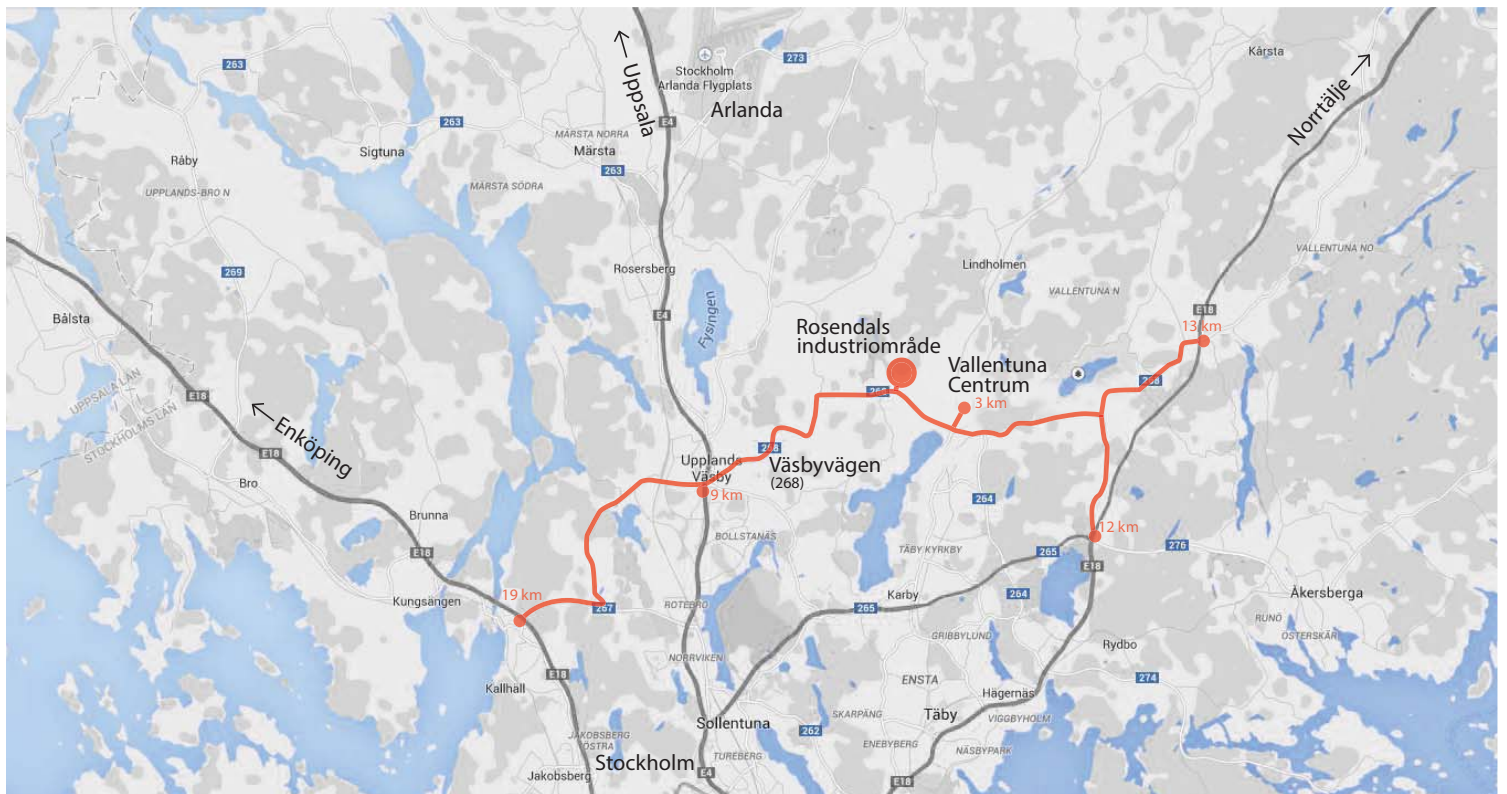 263
273
Kårsta
Uppsala
Stockholm
Arlanda Flygplats
Arlanda
Norrtälje
E4
263
MÄRSTA NORRA
Märsta
Sigtuna
Råby
263
UPPLANDS-BRO N
MÄRSTA SÖDRA
VALLENTUNA NO
Rosersberg
Lindholmen
269
VALLENTUNA N
Fysingen
E4
E18
Bålsta
13 km
Rosendals
industriområde
Vallentuna
Centrum
UPPSALA LÄN
STOCKHOLMS LÄN
E18
268
268
3 km
Enköping
E18
268
Upplands
Väsby
Väsbyvägen
(268)
Bro
9 km
264
Brunna
BOLLSTANÄS
12 km
E18
TÄBY KYRKBY
265
276
E18
Kungsängen
19 km
267
ROTEBRO
265
Karby
264
Åkersberga
GRIBBYLUND
RUNÖ
ÖSTERSKÄR
Rydbo
NORRVIKEN
E18
Kallhäll
ENSTA
274
Hägernäs
Sollentuna
SKARPÄNG
Täby
VIGGBYHOLM
262
JAKOBSBERG
ÖSTRA
ENEBYBERG
NÄSBYPARK
Stockholm
TUREBERG
Jakobsberg
E4
E18